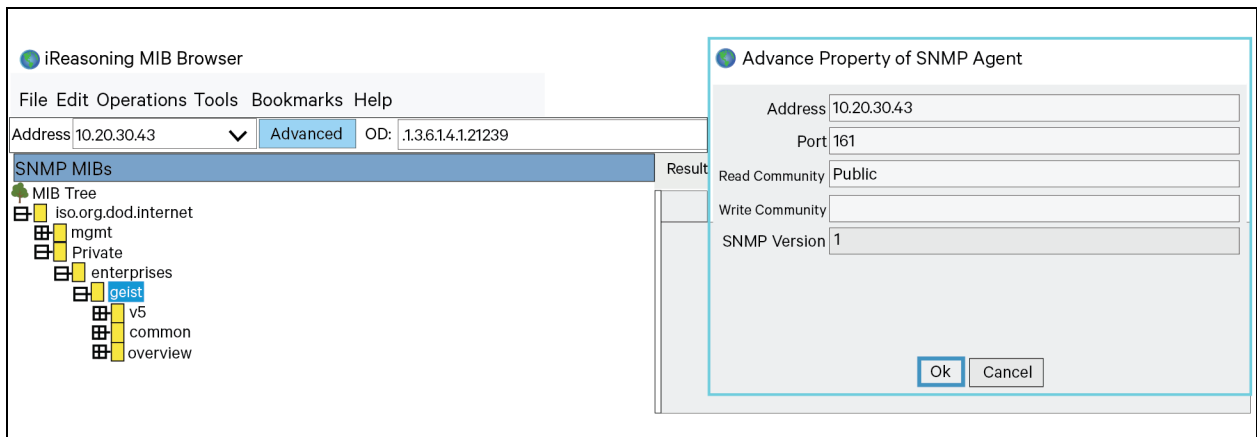 iReasoning MIB Browser
File Edit Operations Tools Bookmarks Help
Address 10.20.30.43 Advanced OD: .1.3.6.1.4.1.21239
SNMP MIBs
Result
MIB Tree
iso.org.dod.internet
mgmt
Private
enterprises
geist
v5
common
overview
Advance Property of SNMP Agent
Address 10.20.30.43
Port 161
Read Community Public
Write Community
SNMP Version 1
Ok Cancel